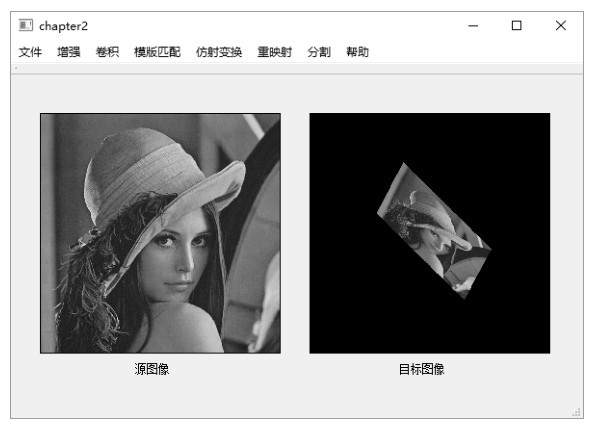 chapter2
文件 增强 卷积 模版匹配 仿射变换 重映射 分割 帮助
源图像 目标图像